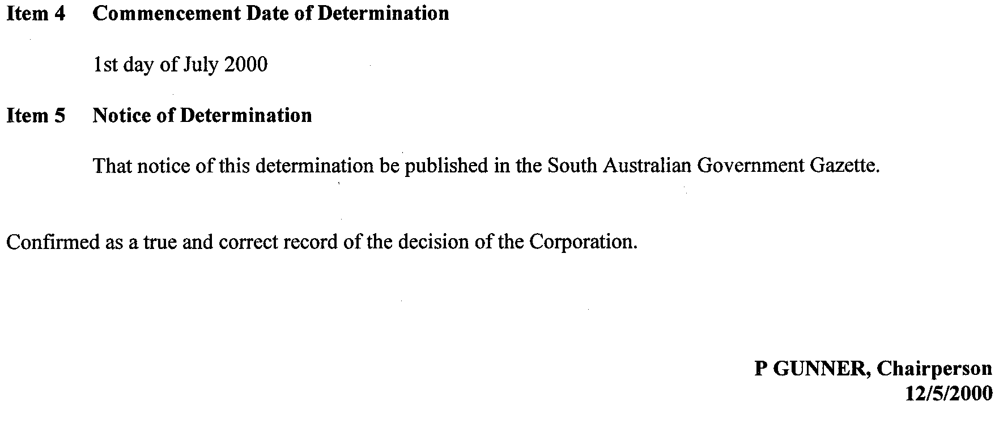 Item 4 Commencement Date of Determination
1st day of July 2000
Item 5 Notice of Determination
That notice of this determination be published in the South Australian Government Gazette.
Confirmed as a true and correct record of the decision of the Corporation.
P GUNNER, Chairperson
12/5/2000